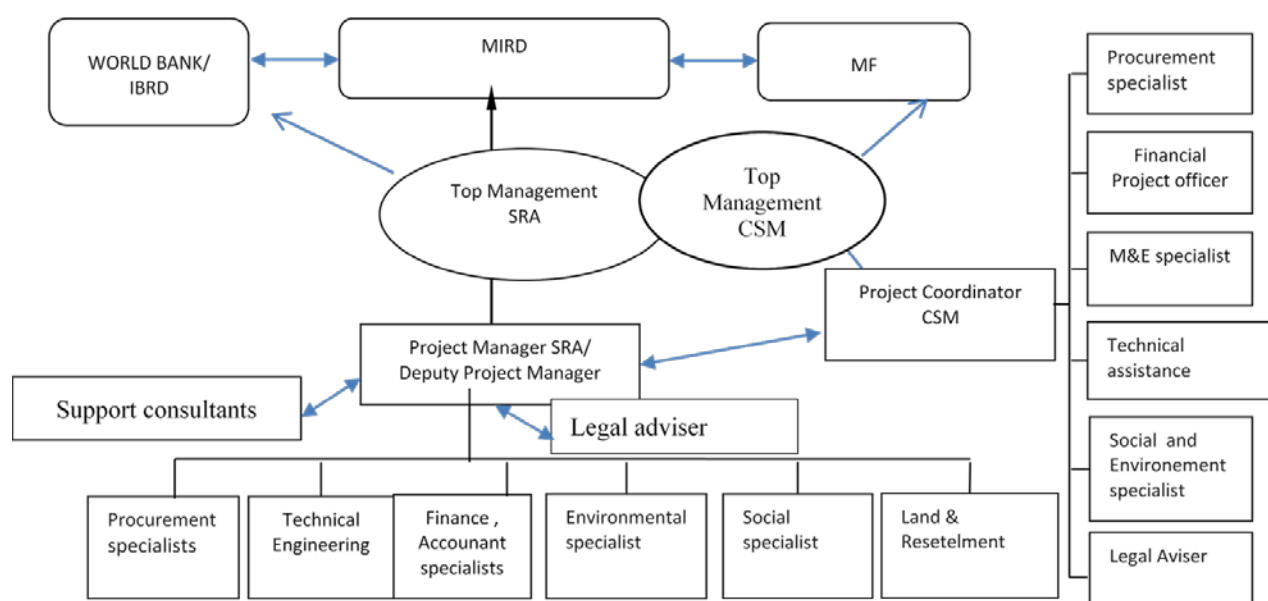 WORLD BANK/
IBRD
MIRD
MF
Top Management
SRA
Top
Management
CSM
Project Coordinator
CSM
Project Manager SRA/
Deputy Project Manager
Support consultants
Legal adviser
Procurement
specialists
Technical
Engineering
Finance ,
Accounant
specialists
Environmental
specialist
Social
specialist
Land &
Resetelment
Procurement
specialist
Financial
Project officer
M&E specialist
Technical
assistance
Social and
Environement
specialist
Legal Aviser